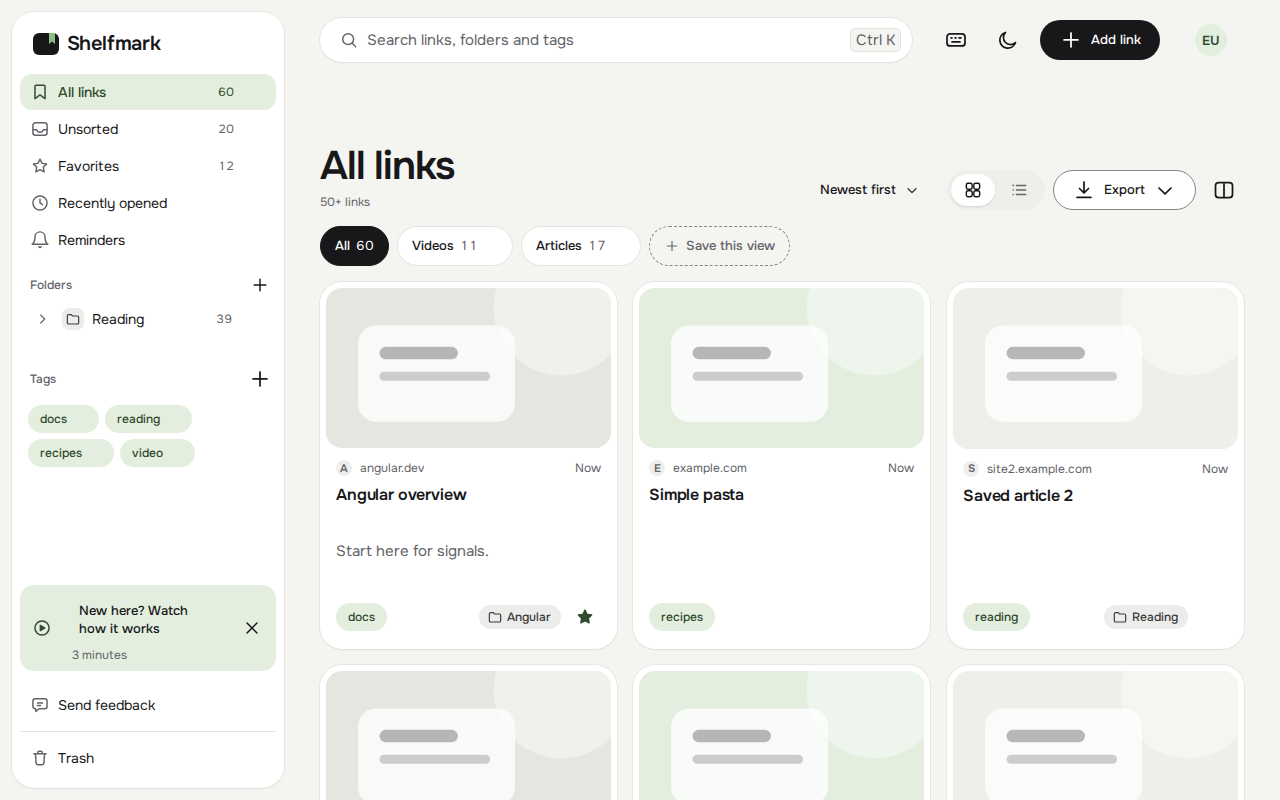 Shelfmark
All links 60
Unsorted 20
Favorites 12
Recently opened
Reminders
Folders
Reading 39
Tags
docs reading
recipes video
New here? Watch
how it works
3 minutes
Send feedback
Trash
Search links, folders and tags Ctrl K
Add link
EU
All links
50+ links
Newest first
Export
All 60 Videos 11 Articles 17 Save this view
A angular.dev Now
Angular overview
Start here for signals.
docs Angular
E example.com Now
Simple pasta
recipes
S site2.example.com Now
Saved article 2
reading Reading